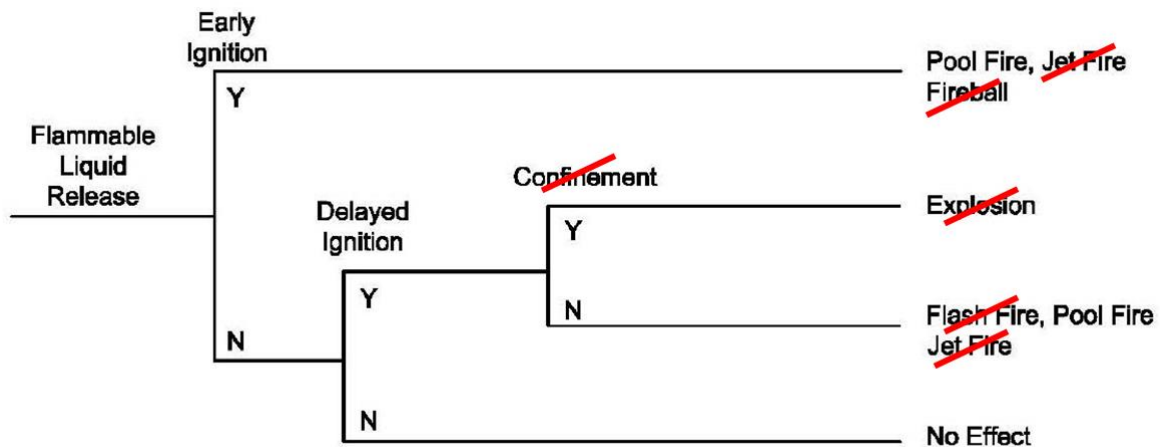 Early
Ignition
Pool Fire, Jet Fire
Fireball
Y
Flammable
Liquid
Release
Confinement
Explosion
Delayed
Ignition
Y
Y
N
Flash Fire, Pool Fire
Jet Fire
N
N
No Effect